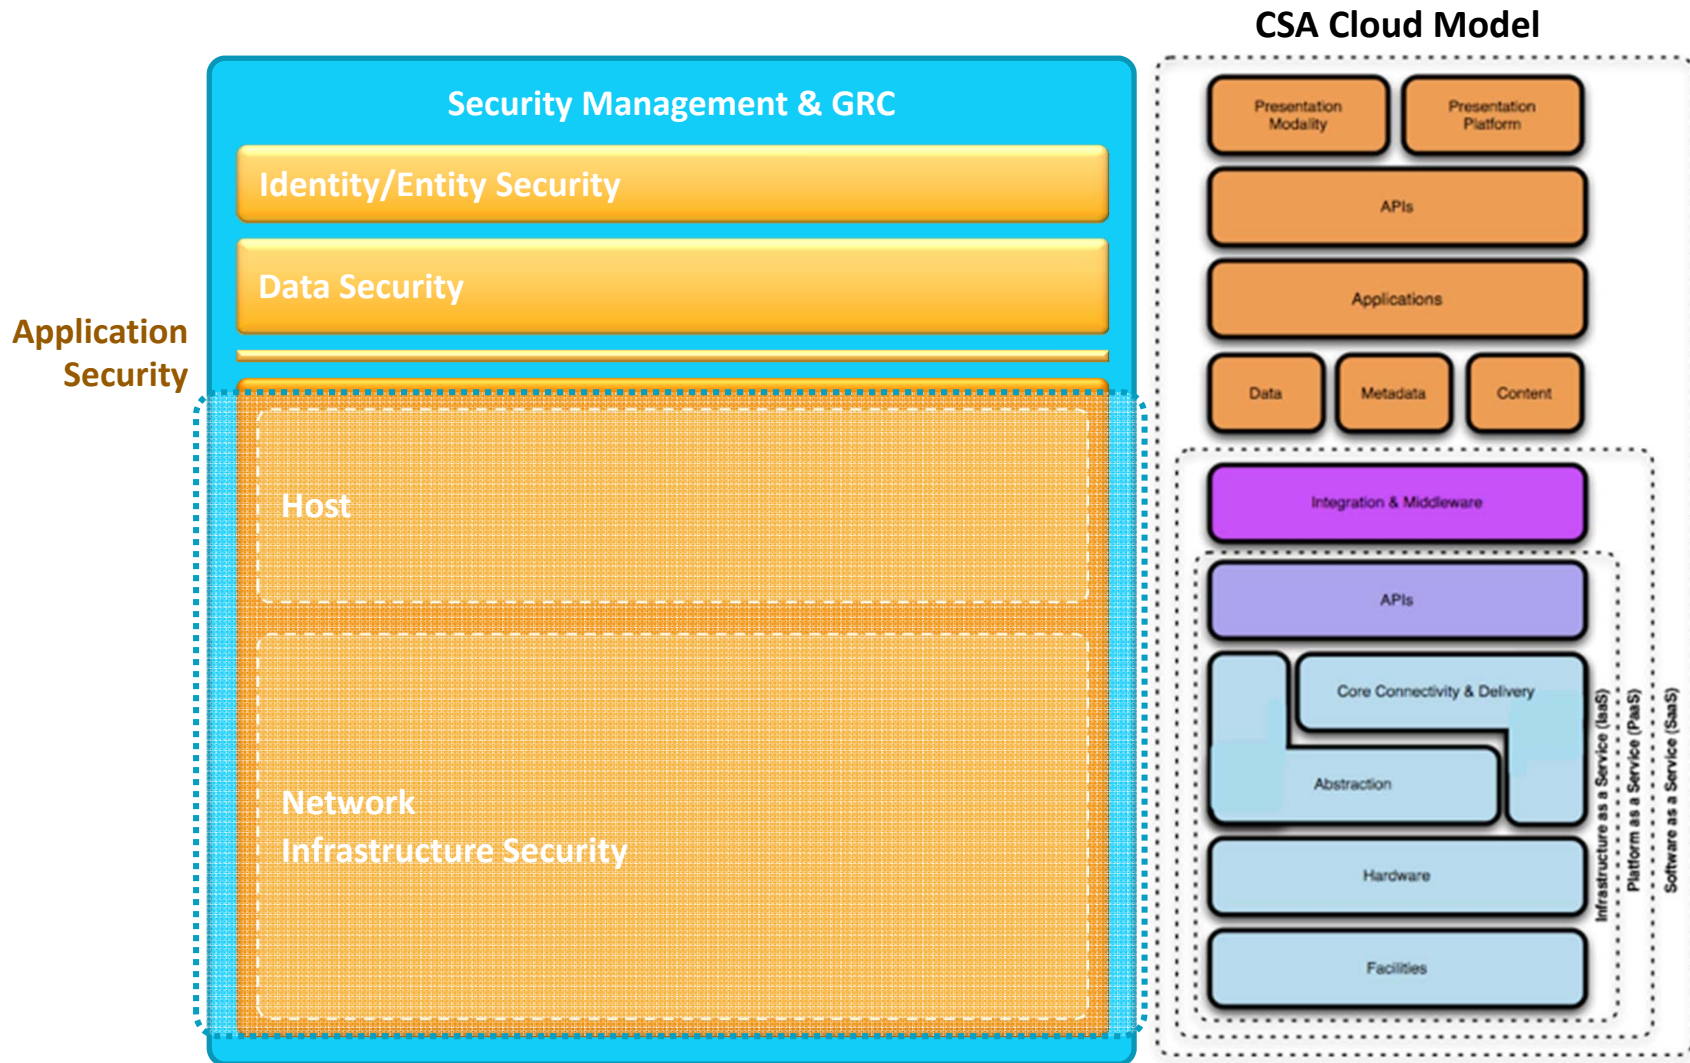 CSA Cloud Model
Security Management & GRC
Identity/Entity Security
Data Security
Application
Security
Host
Network
Infrastructure Security
Presentation
Modality
Presentation
Platform
APIs
Applications
Data
Metadata
Content
Integration & Middleware
APIs
Core Connectivity & Delivery
Abstraction
Hardware
Facilities
Infrastructure as a Service (IaaS)
Platform as a Service (PaaS)
Software as a Service (SaaS)